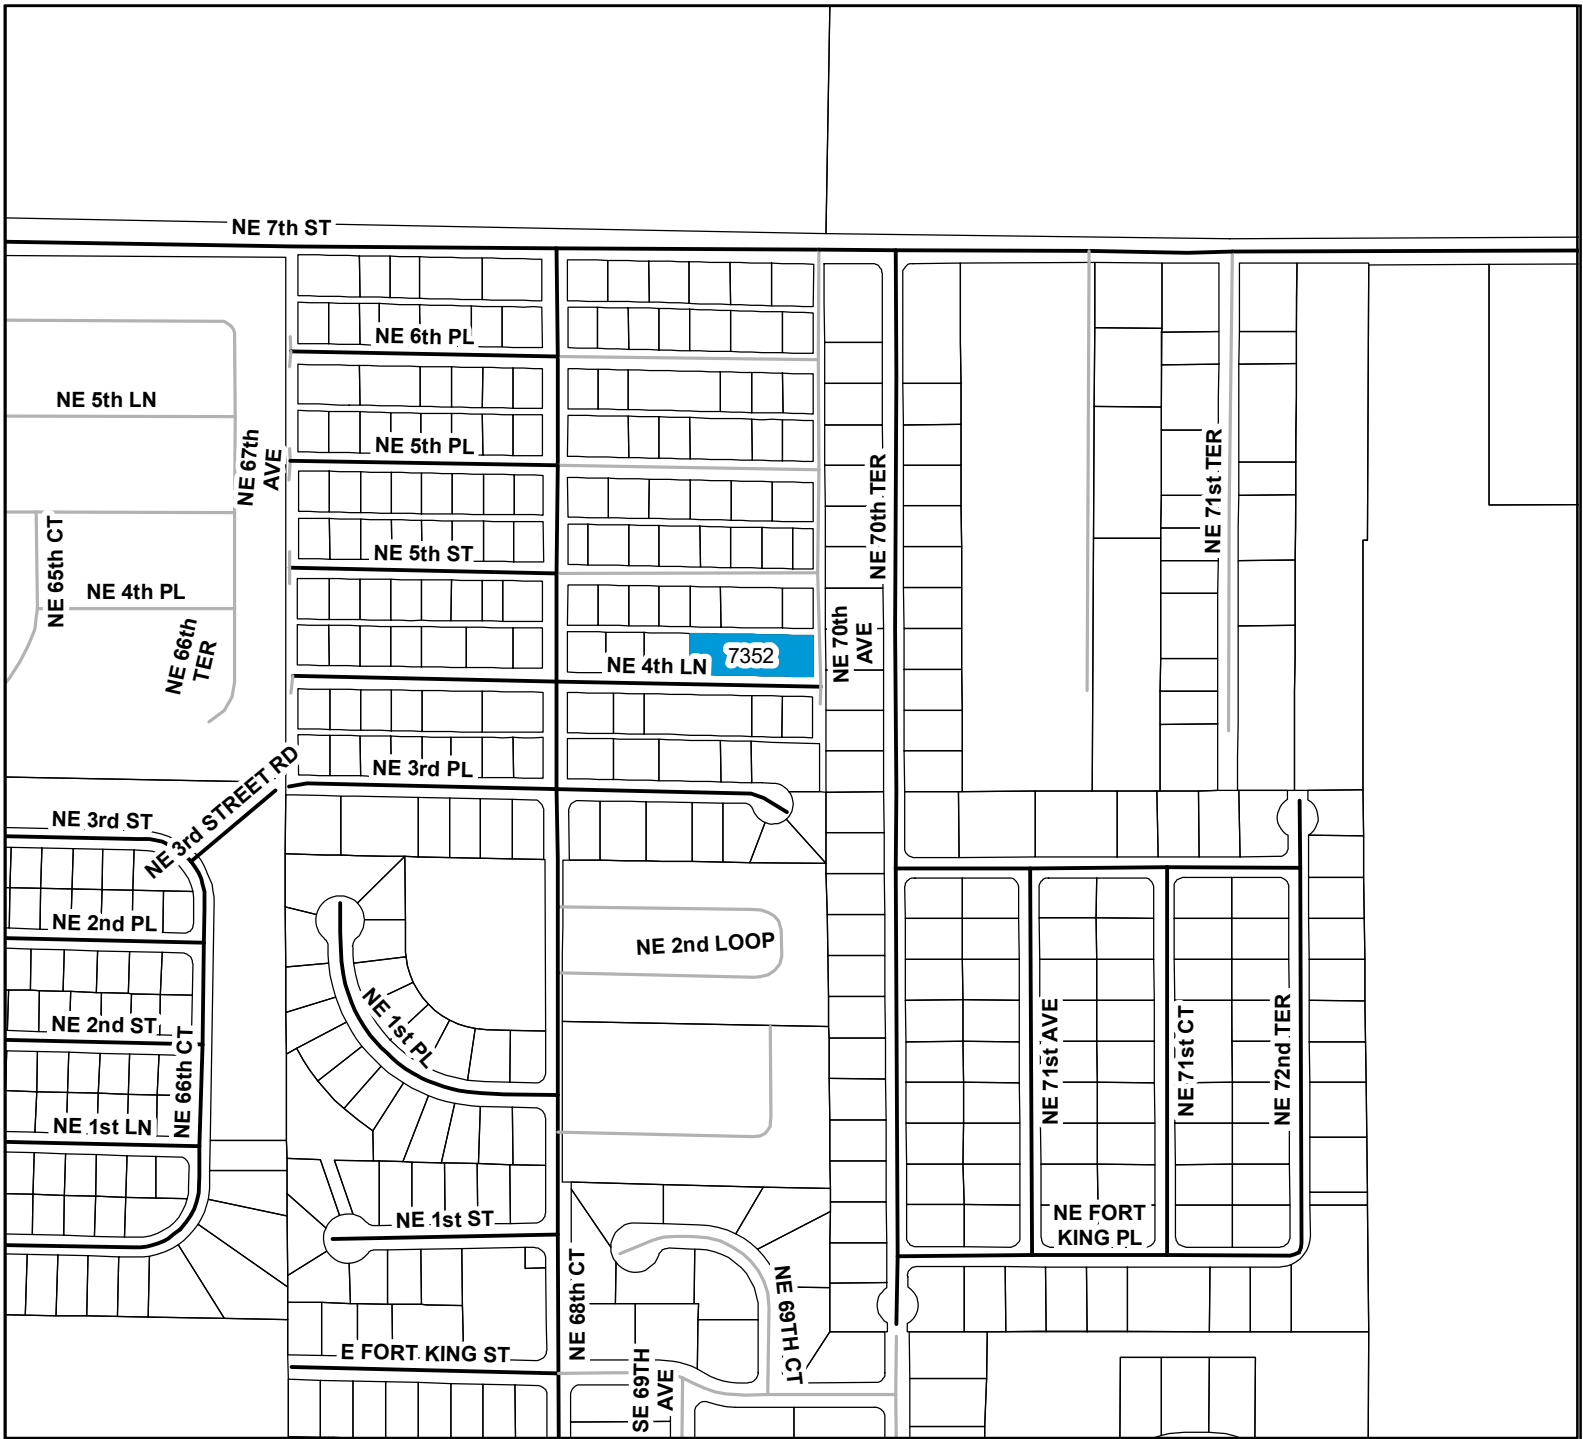 NE 7th ST
NE 6th PL
NE 5th LN
NE 5th PL
NE 67th
AVE
NE 70th TER
NE 71st TER
NE 5th ST
NE 65th CT
NE 4th PL
NE 66th
TER
NE 4th LN
7352
NE 70th
AVE
NE 3rd PL
NE 3rd STREET RD
NE 3rd ST
NE 2nd PL
NE 2nd LOOP
NE 2nd ST
NE 1st PL
NE 66th CT
NE 71st AVE
NE 71st CT
NE 72nd TER
NE 1st LN
NE 1st ST
NE FORT
KING PL
NE 68th CT
NE 69TH CT
E FORT KING ST
SE 69TH
AVE